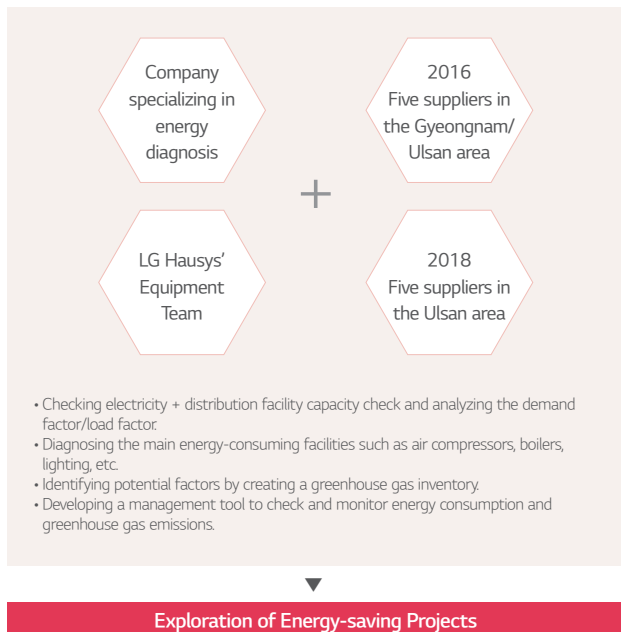 Company
specializing in
energy
diagnosis
2016
Five suppliers in
the Gyeongnam/
Ulsan area
+
LG Hausys’
Equipment
Team
2018
Five suppliers in
the Ulsan area
• Checking electricity + distribution facility capacity check and analyzing the demand
factor/load factor.
• Diagnosing the main energy-consuming facilities such as air compressors, boilers,
lighting, etc.
• Identifying potential factors by creating a greenhouse gas inventory.
• Developing a management tool to check and monitor energy consumption and
greenhouse gas emissions.
Exploration of Energy-saving Projects